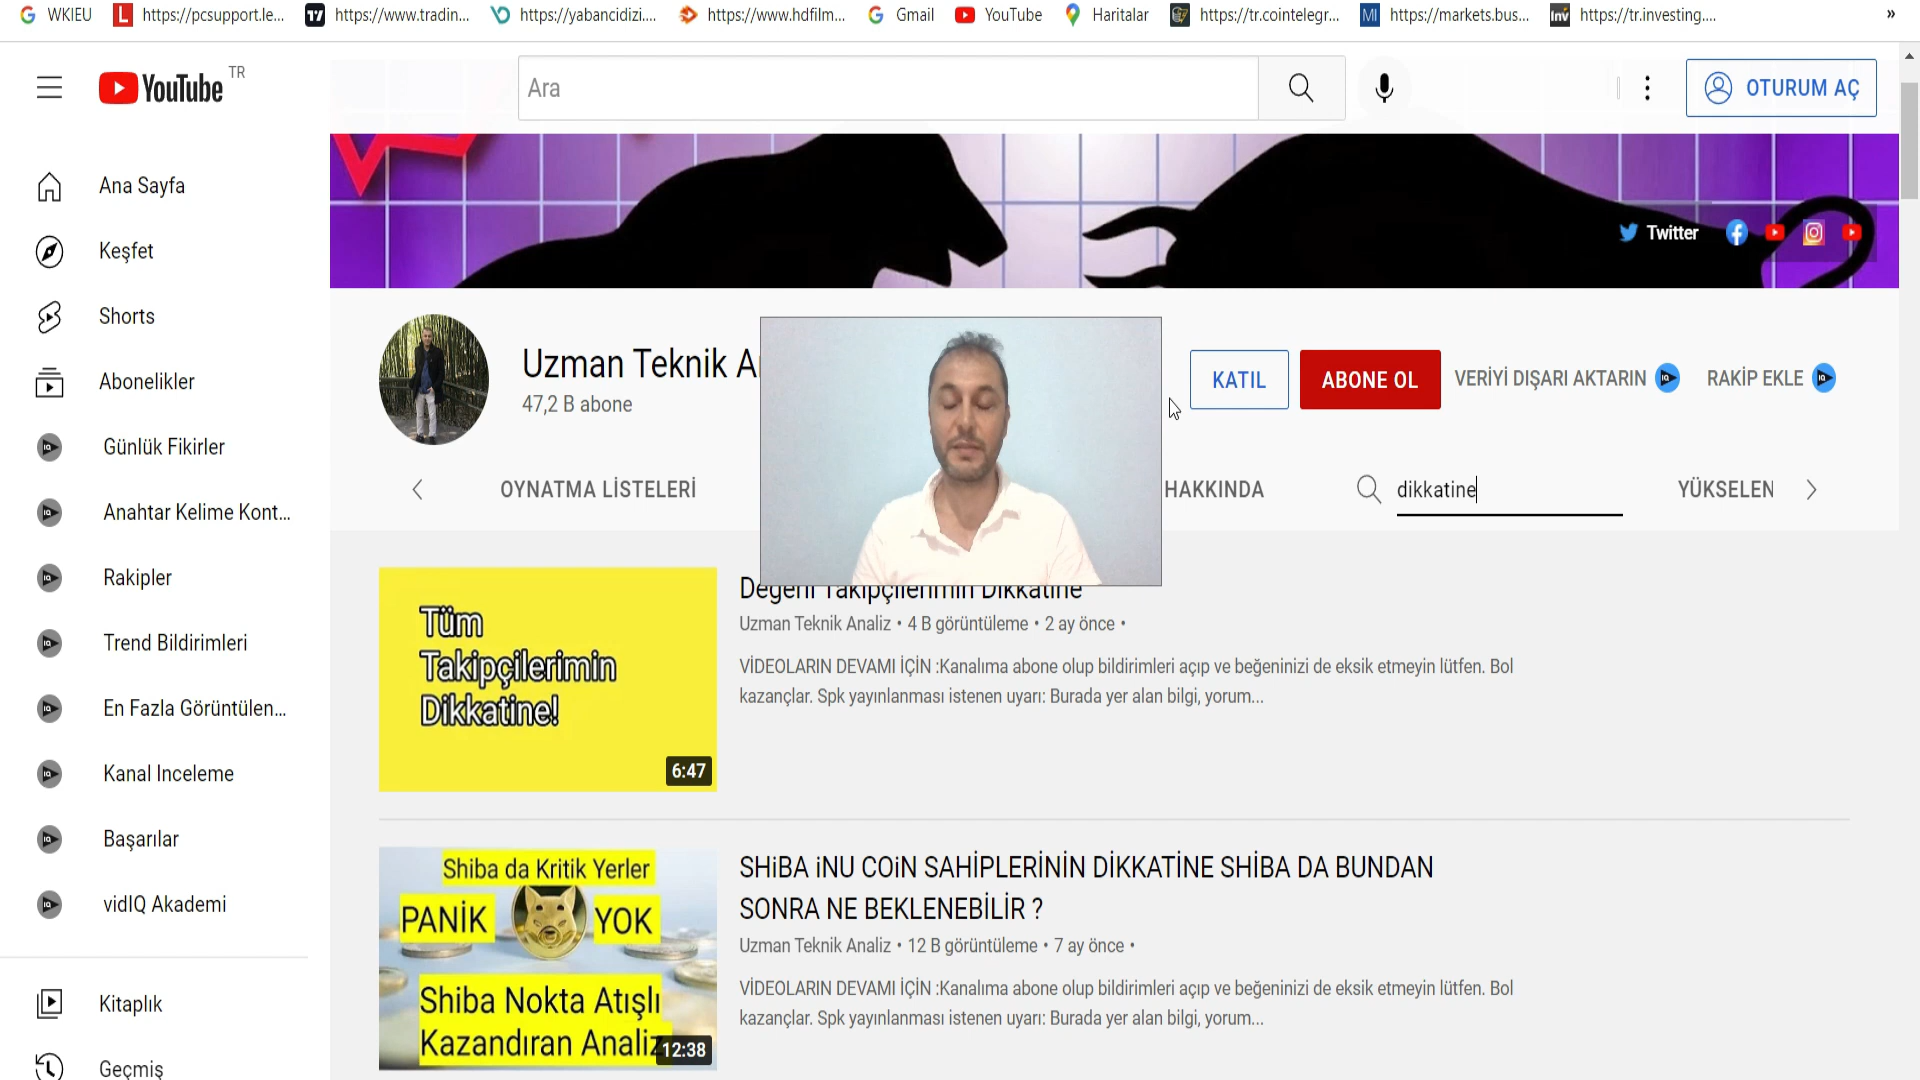 WKIEU
https://pcsupport.le...
https://www.tradin...
https://yabancidizi....
https://www.hdfilm...
Gmail
YouTube
Haritalar
https://tr.cointelegr...
https://markets.bus...
https://tr.investing....
»
YouTube TR
Ara
OTURUM AÇ
Ana Sayfa
Keşfet
Shorts
Abonelikler
Günlük Fikirler
Anahtar Kelime Kont...
Rakipler
Trend Bildirimleri
En Fazla Görüntülen...
Kanal Inceleme
Başarılar
vidIQ Akademi
Kitaplık
Geçmiş
Twitter
Uzman Teknik
47,2 B abone
KATIL
ABONE OL
VERİYİ DIŞARI AKTARIN
RAKİP EKLE
OYNATMA LİSTELERİ
HAKKINDA
dikkatine
YÜKSELEN
Tüm
Takipçilerimin
Dikkatine!
6:47
Takipçilerimin Dikkatine
Uzman Teknik Analiz • 4 B görüntüleme • 2 ay önce •
VİDEOLARIN DEVAMI İÇİN :Kanalıma abone olup bildirimleri açıp ve beğeninizi de eksik etmeyin lütfen. Bol
kazançlar. Spk yayınlanması istenen uyarı: Burada yer alan bilgi, yorum...
Shiba da Kritik Yerler
PANİK YOK
Shiba Nokta Atışlı
Kazandıran Analiz
12:38
SHiBA iNU COiN SAHİPLERİNİN DİKKATİNE SHİBA DA BUNDAN
SONRA NE BEKLENEBİLİR ?
Uzman Teknik Analiz • 12 B görüntüleme • 7 ay önce •
VİDEOLARIN DEVAMI İÇİN :Kanalıma abone olup bildirimleri açıp ve beğeninizi de eksik etmeyin lütfen. Bol
kazançlar. Spk yayınlanması istenen uyarı: Burada yer alan bilgi, yorum...